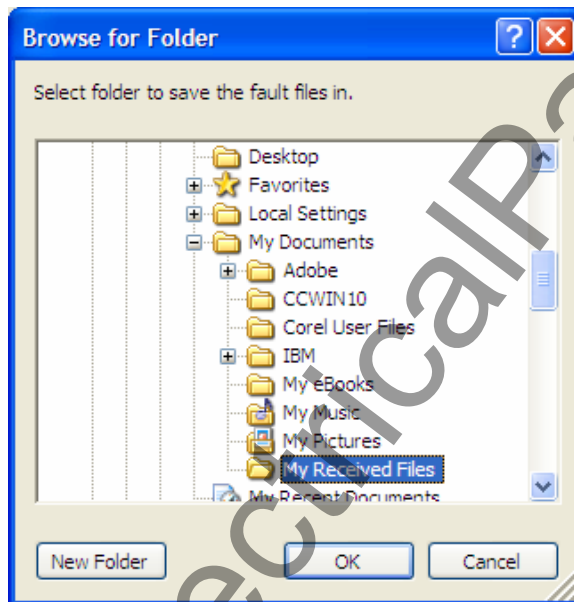 Browse for Folder
Select folder to save the fault files in.
Desktop
Favorites
Local Settings
My Documents
Adobe
CCWIN10
Corel User Files
IBM
My eBooks
My Music
My Pictures
My Received Files
My Recent Documents
New Folder
OK
Cancel
ectricalP